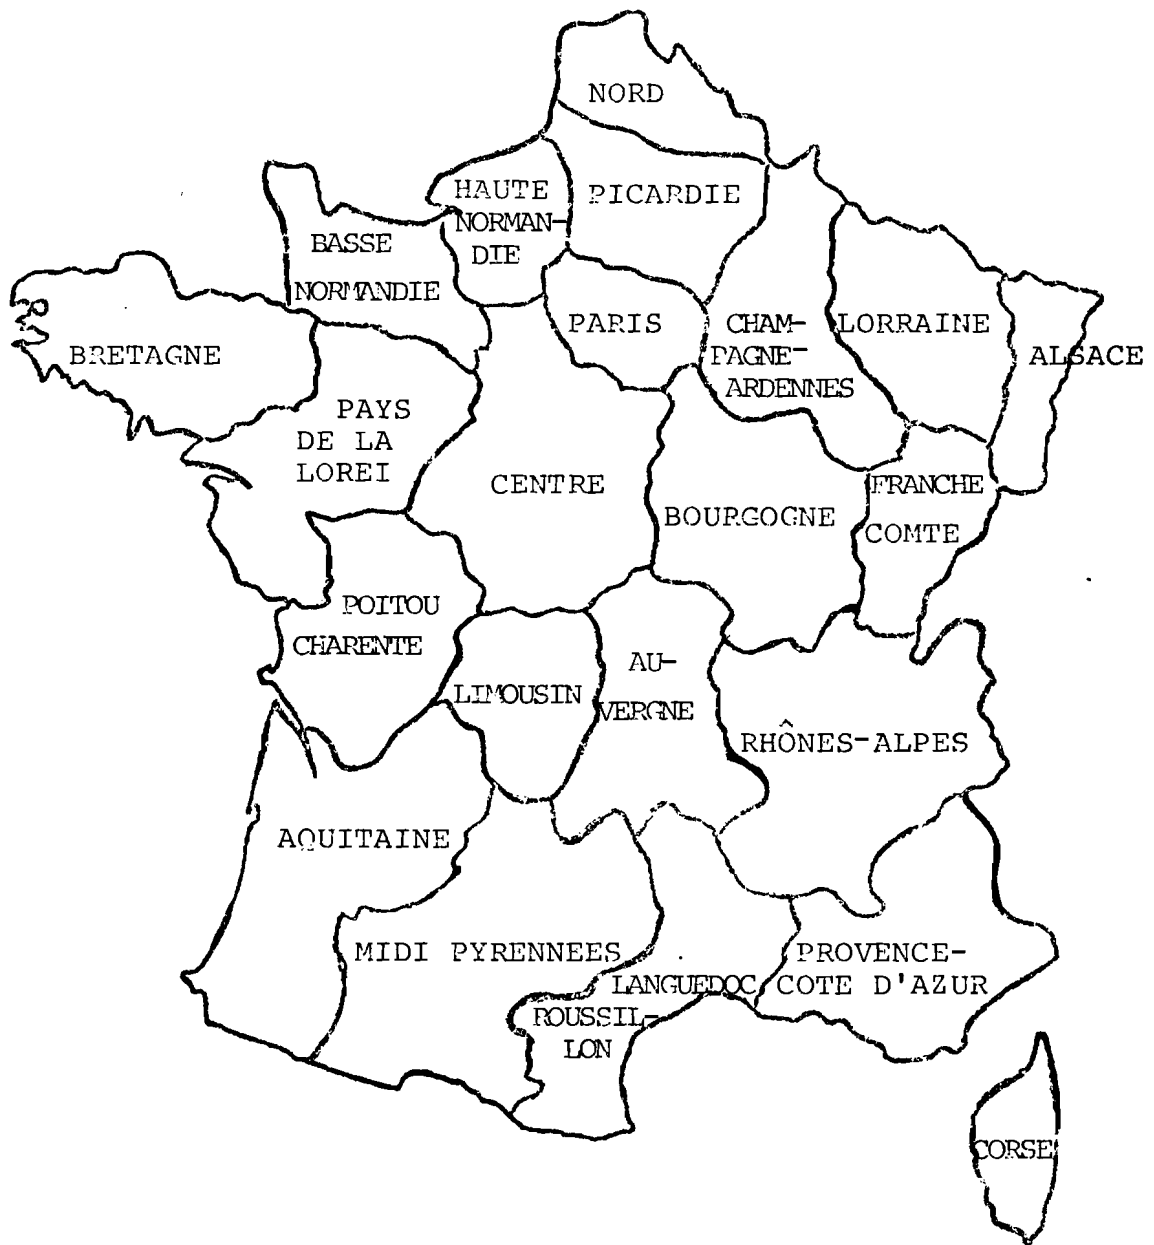 NORD
HAUTE
NORMAN-
DIE
PICARDIE
BASSE
NORMANDIE
BRETAGNE
PARIS
CHAM-
PAGNE-
ARDENNES
LORRAINE
ALSACE
PAYS
DE LA
LOREI
CENTRE
BOURGOGNE
FRANCHE
COMTE
POITOU
CHARENTE
LIMOUSIN
AU-
VERGNE
RHÔNES-ALPES
AQUITAINE
MIDI PYRENNEES
LANGUEDOC
ROUSSIL-
LON
PROVENCE-
COTE D'AZUR
CORSE